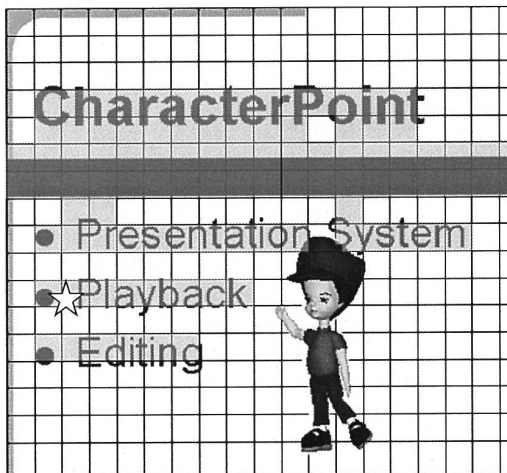 CharacterPoint
Presentation System
Playback
Editing